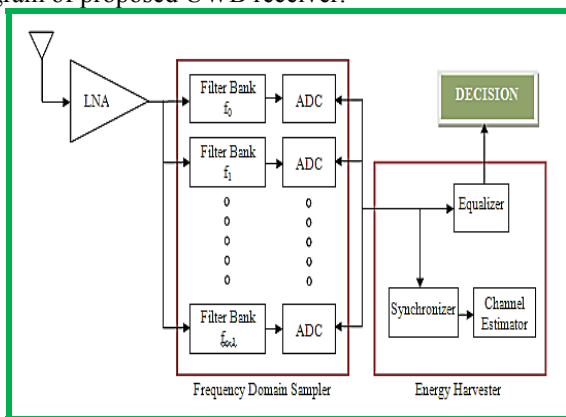 gram of proposed UWB receiver.
LNA
Filter Bank
f0
ADC
Filter Bank
f1
ADC
Filter Bank
ADC
DECISION
Equalizer
Synchronizer
Channel
Estimator
Frequency Domain Sampler
Energy Harvester